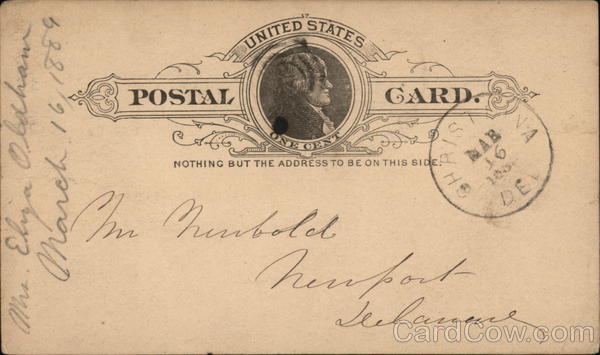 UNITED STATES
POSTAL CARD.
ONE CENT
NOTHING BUT THE ADDRESS TO BE ON THIS SIDE.
CHRISTIANA
MAR
16
DEL
Mr Newbold
Newport
Delaware
Mrs. Eliza Oldham
March 16, 1889
CardCow.com